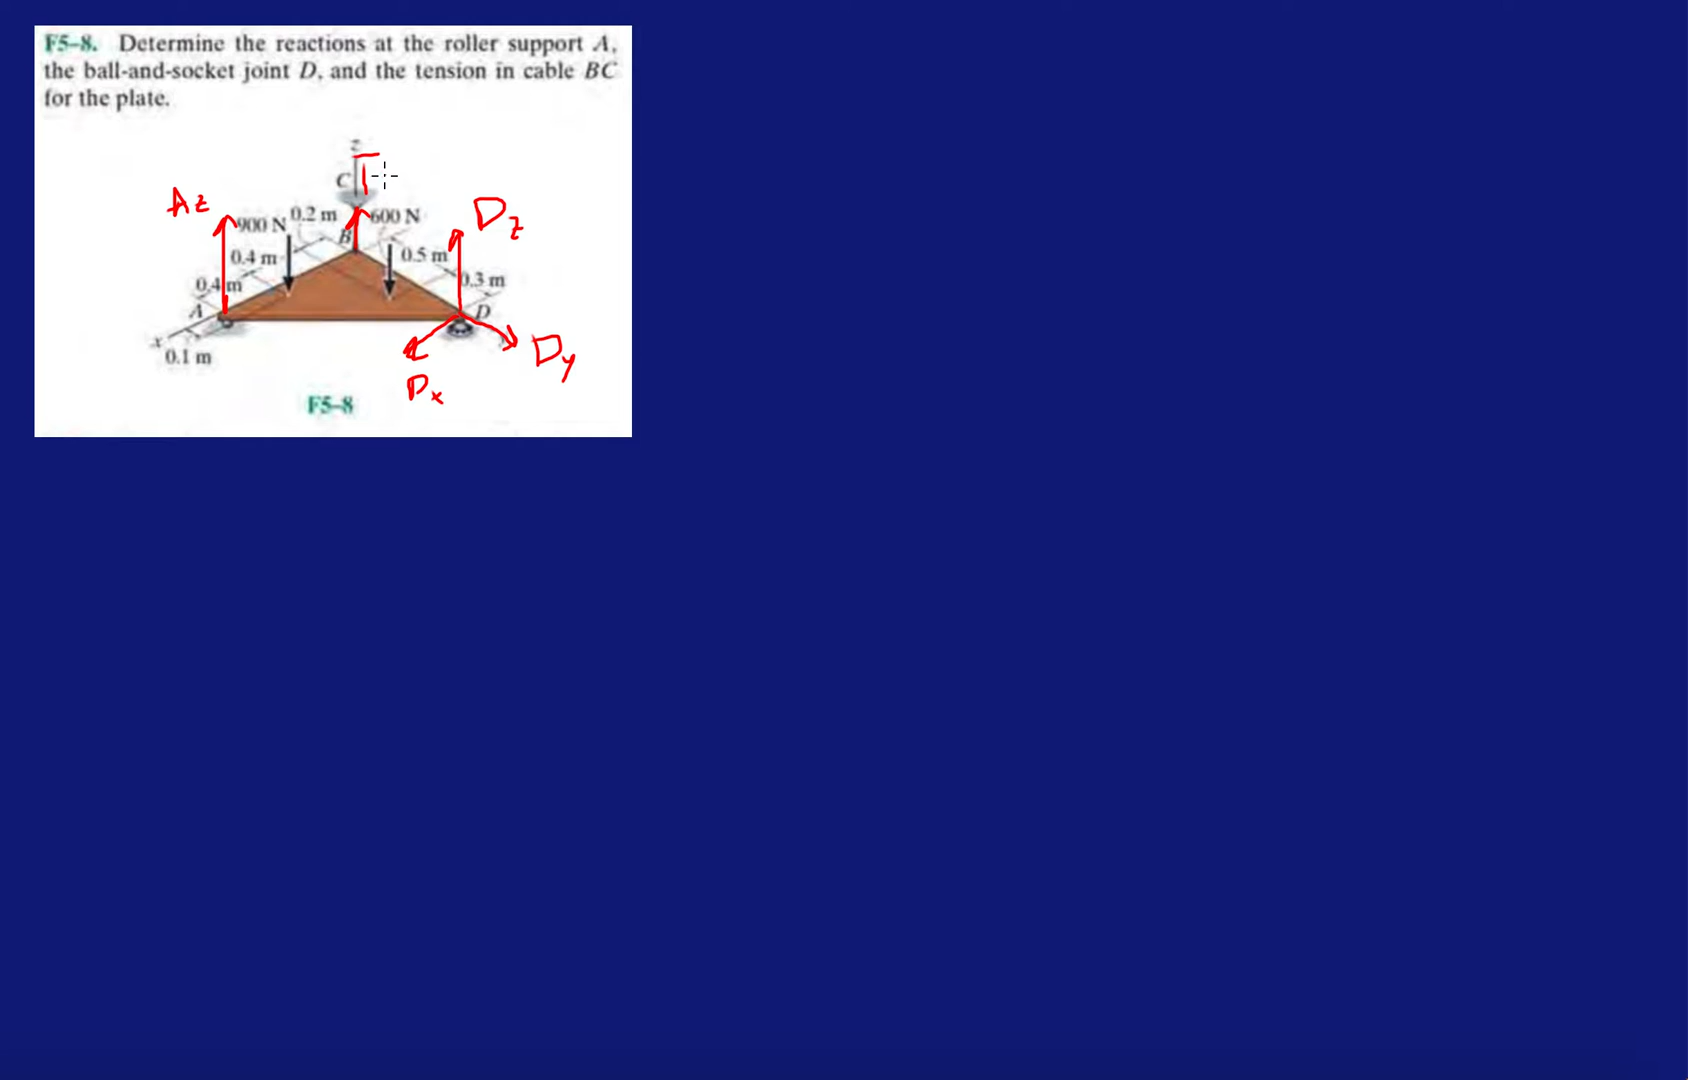 F5–8. Determine the reactions at the roller support A,
the ball-and-socket joint D, and the tension in cable BC
for the plate.
z
C
T
Az
900 N
0.2 m
600 N
Dz
B
0.4 m
0.5 m
0.4 m
0.3 m
A
D
x
0.1 m
Dy
Dx
F5–8